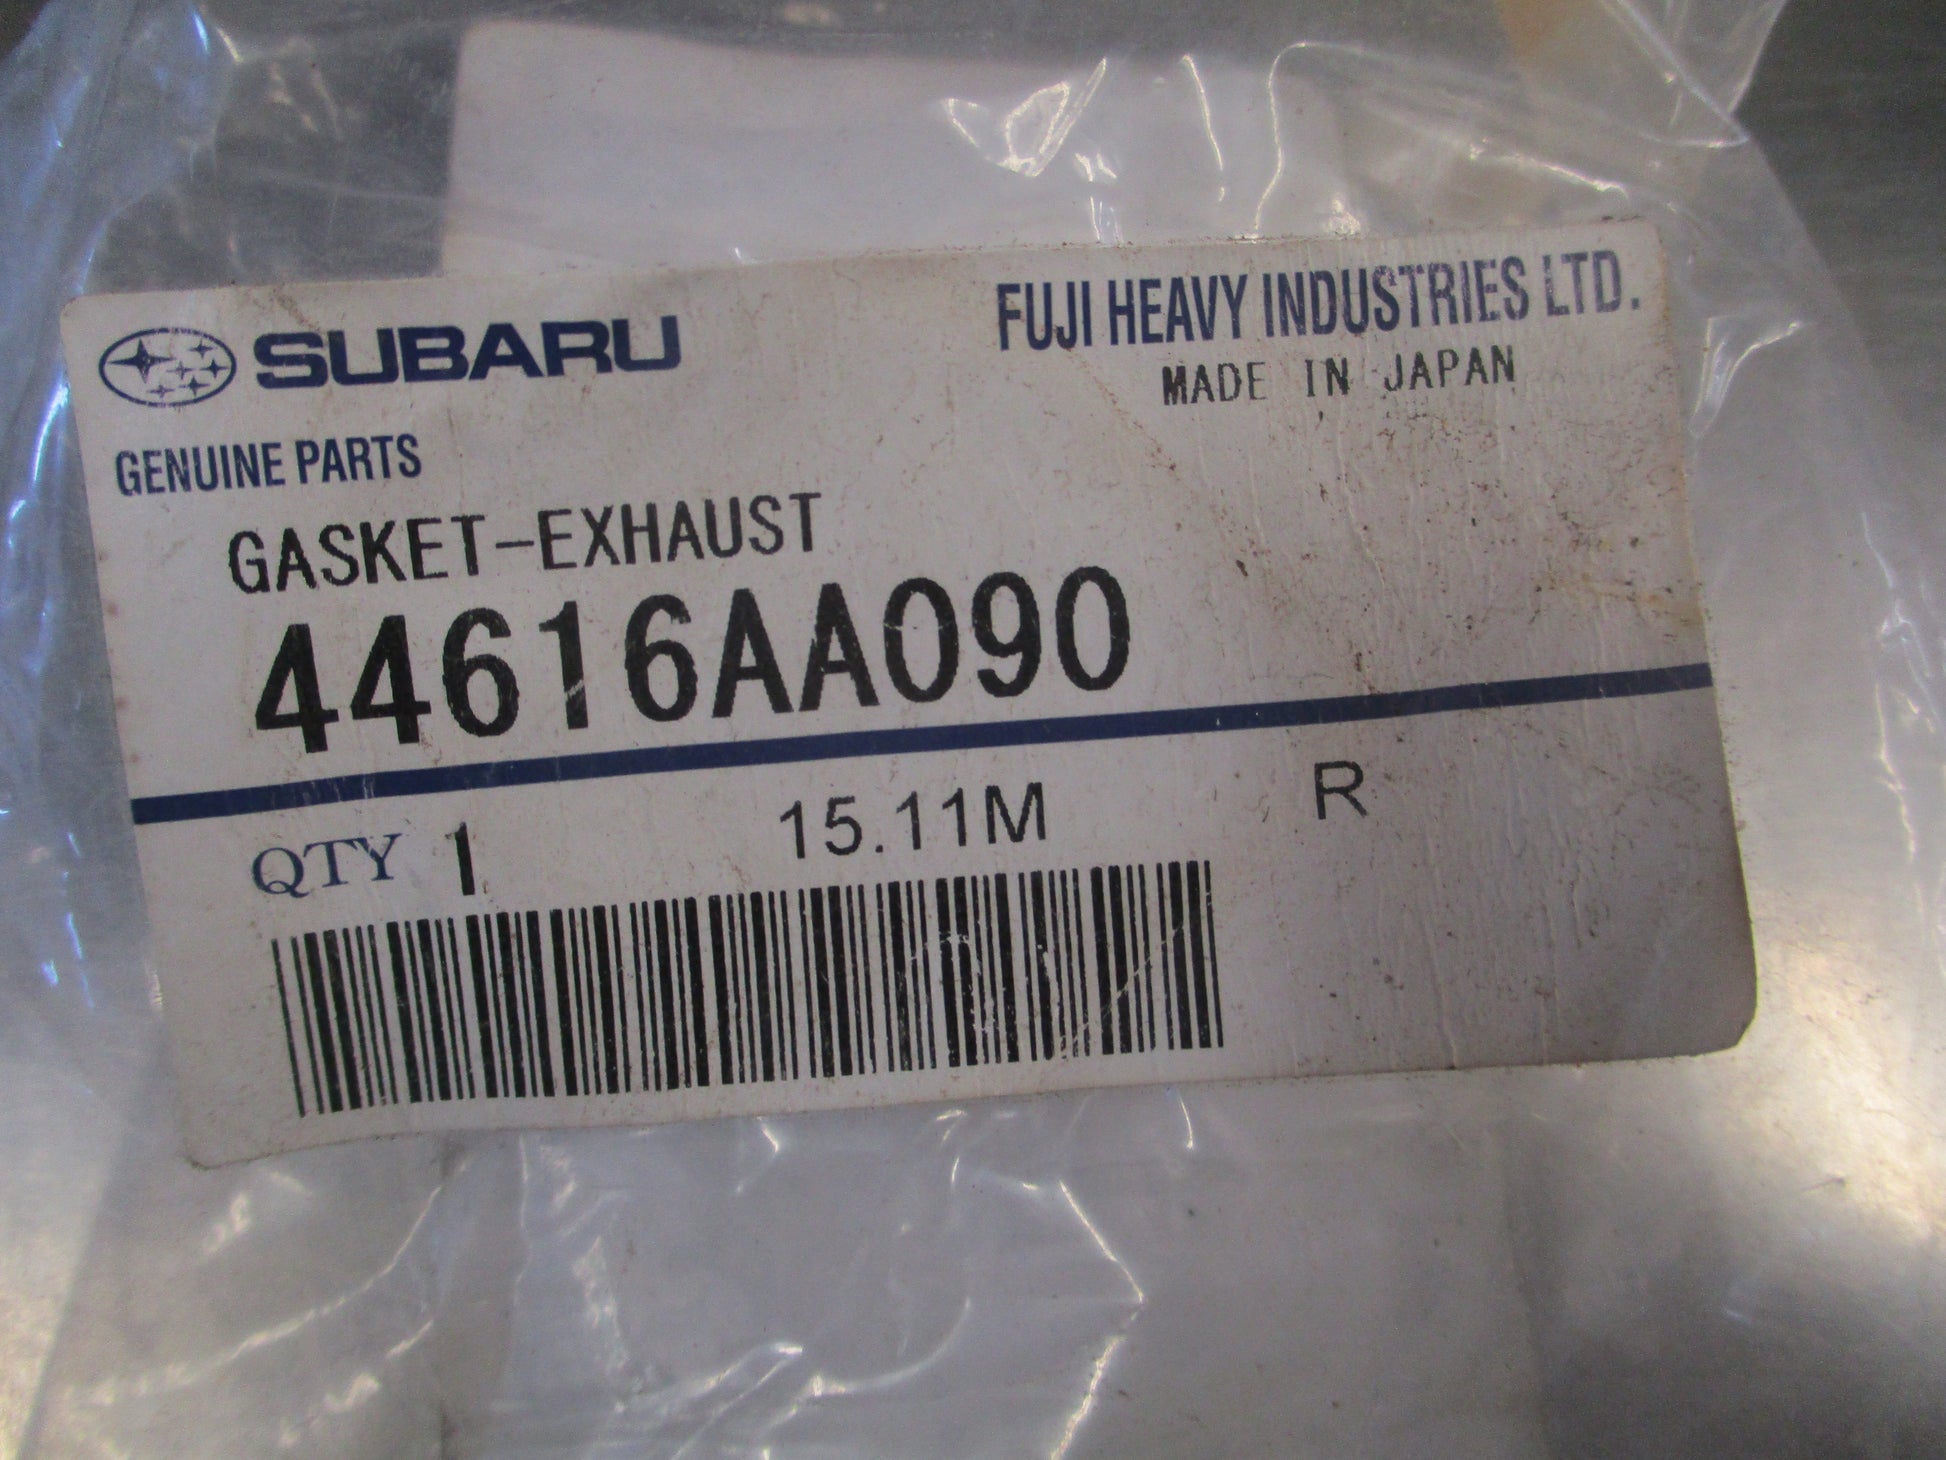 SUBARU
FUJI HEAVY INDUSTRIES LTD.
MADE IN JAPAN
GENUINE PARTS
GASKET-EXHAUST
44616AA090
QTY 1 15.11M R